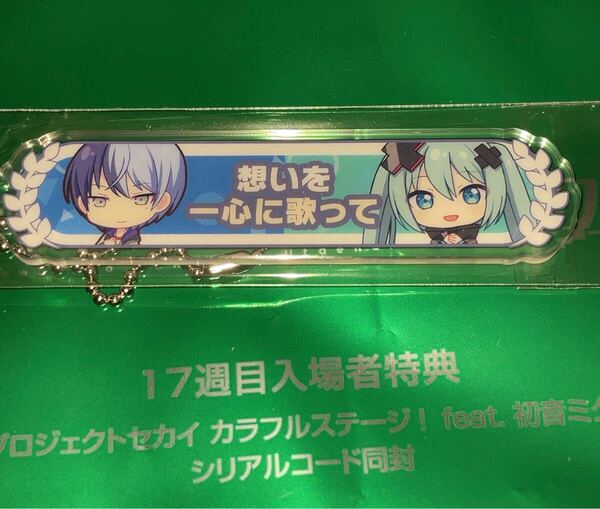 想いを
一心に歌って
17週目入場者特典
プロジェクトセカイ カラフルステージ！ feat. 初音ミク
シリアルコード同封